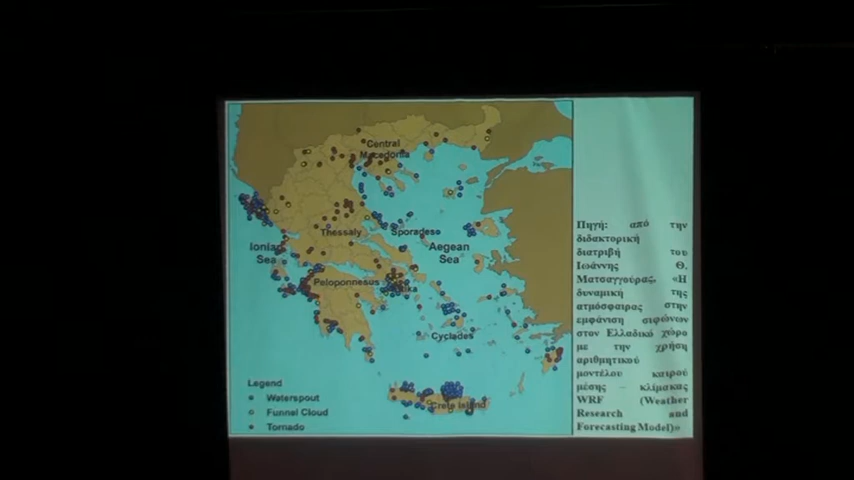 Central
Macedonia
Thessaly
Sporades
Ionian
Sea
Aegean
Sea
Peloponnesus
Cyclades
Crete Island
Legend
Waterspout
Funnel Cloud
Tornado
Πηγή: από την
διδακτορική
διατριβή του
Ιωάννης Θ.
Ματσαγγούρας, «Η
δυναμική της
ατμόσφαιρας στην
εμφάνιση σιφώνων
στον Ελλαδικό χώρο
με την χρήση
αριθμητικού
μοντέλου καιρού
μέσης – κλίμακας
WRF (Weather
Research and
Forecasting Model)»